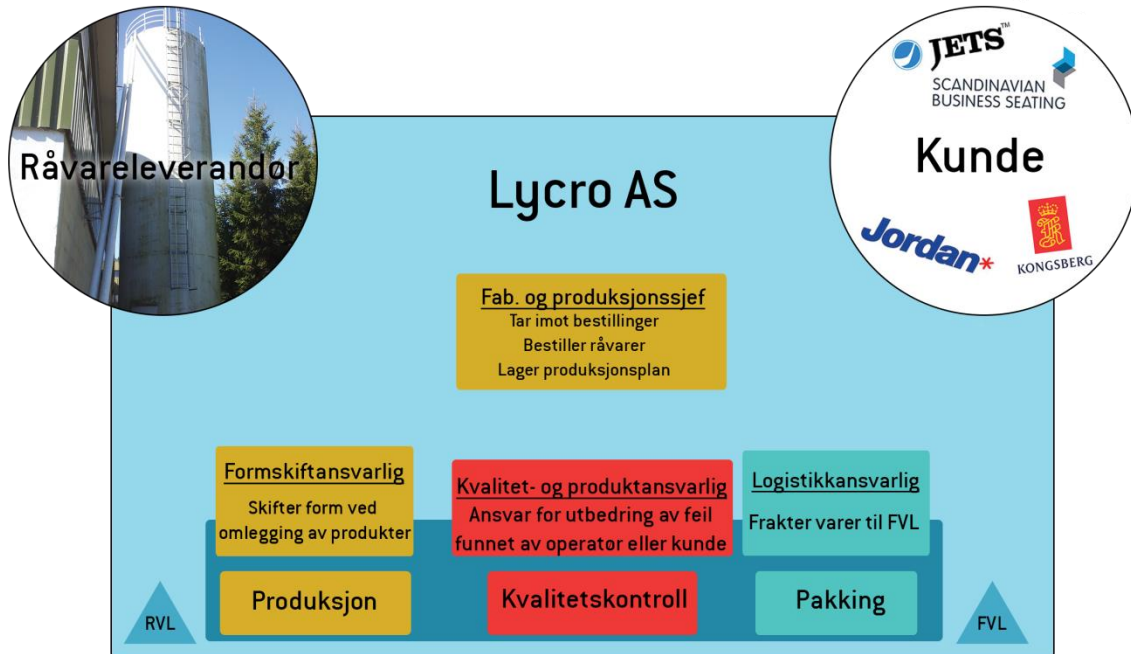 Råvareleverandør
JETS™
SCANDINAVIAN
BUSINESS SEATING
Kunde
Jordan*
KONGSBERG
Lycro AS
Fab. og produksjonssjef
Tar imot bestillinger
Bestiller råvarer
Lager produksjonsplan
Formskiftansvarlig
Skifter form ved
omlegging av produkter
Kvalitet- og produktansvarlig
Ansvar for utbedring av feil
funnet av operatør eller kunde
Logistikkansvarlig
Frakter varer til FVL
RVL
Produksjon
Kvalitetskontroll
Pakking
FVL